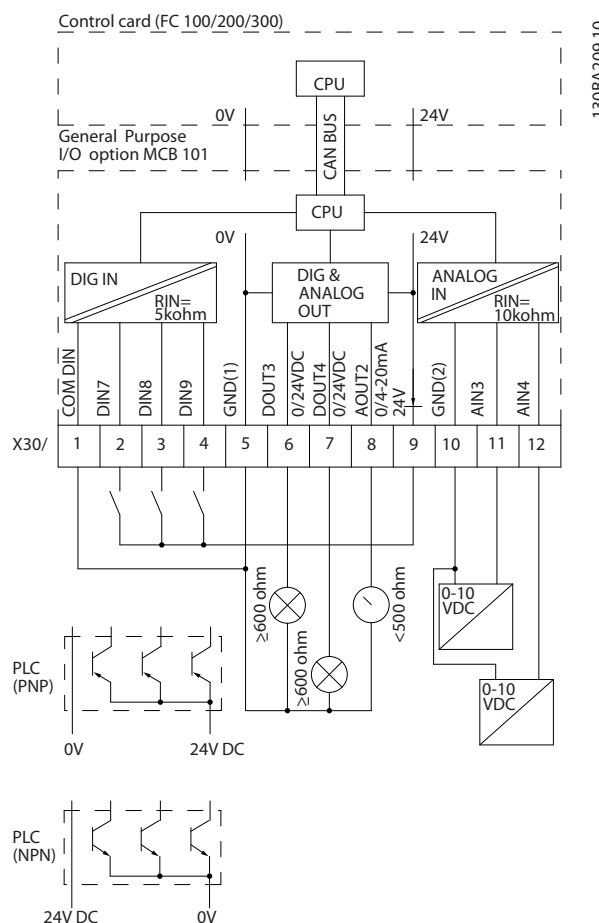 Control card (FC 100/200/300)
130BA209.10
CPU
0V
24V
CAN BUS
General Purpose
I/O option MCB 101
CPU
0V
24V
DIG IN
RIN=
5kohm
DIG &
ANALOG
OUT
ANALOG
IN
RIN=
10kohm
COM DIN
DIN7
DIN8
DIN9
GND(1)
DOUT3
0/24VDC
DOUT4
0/24VDC
AOUT2
0/4-20mA
24V
GND(2)
AIN3
AIN4
X30/
1
2
3
4
5
6
7
8
9
10
11
12
≥600 ohm
≥600 ohm
<500 ohm
0-10
VDC
0-10
VDC
PLC
(PNP)
0V
24V DC
PLC
(NPN)
24V DC
0V